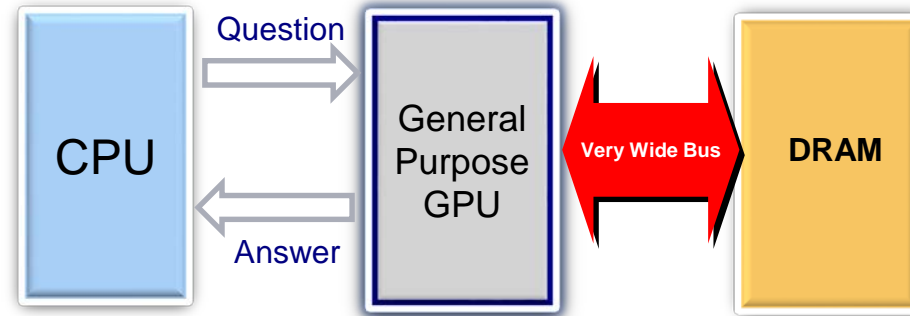 Question
CPU
General
Purpose
GPU
Very Wide Bus
DRAM
Answer